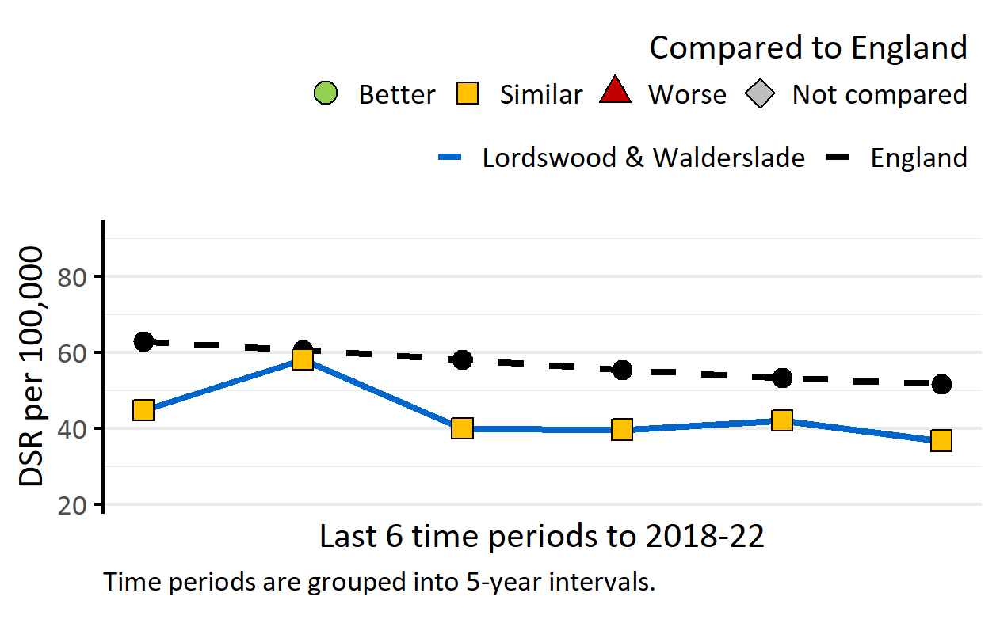 Compared to England
Better Similar Worse Not compared
Lordswood & Walderslade England
DSR per 100,000
80
60
40
20
Last 6 time periods to 2018-22
Time periods are grouped into 5-year intervals.